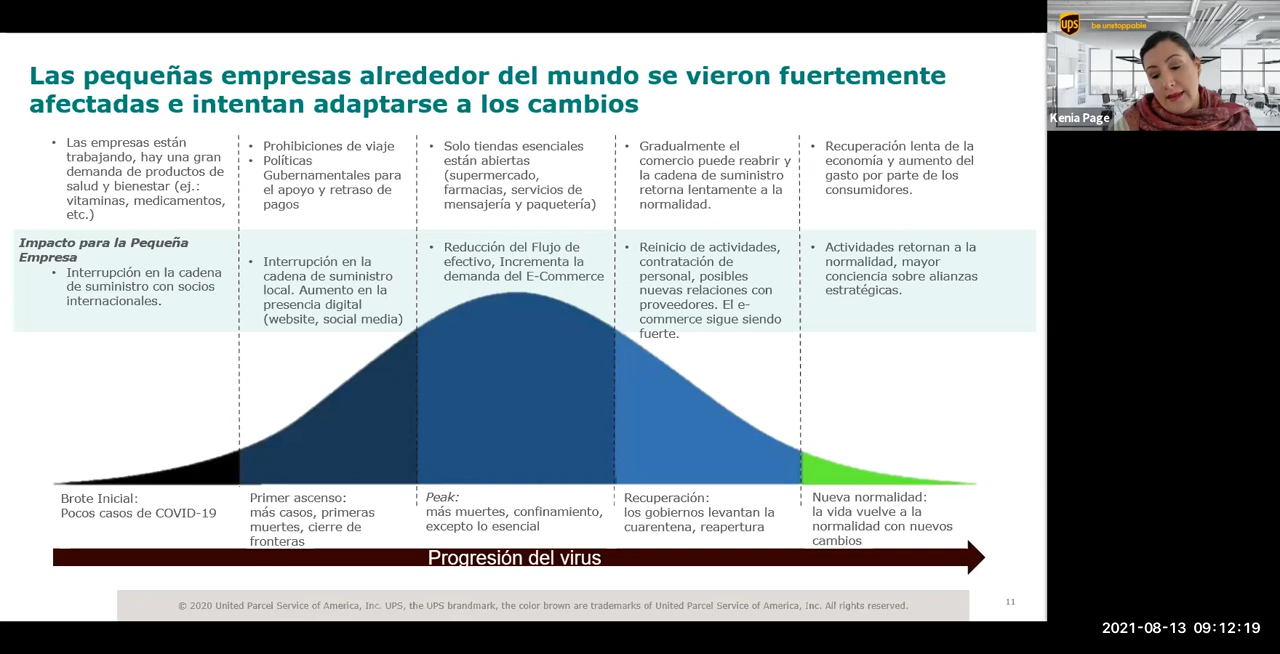 Las pequeñas empresas alrededor del mundo se vieron fuertemente
afectadas e intentan adaptarse a los cambios
• Las empresas están
trabajando, hay una gran
demanda de productos de
salud y bienestar (ej.:
vitaminas, medicamentos,
etc.)
• Prohibiciones de viaje
• Políticas
Gubernamentales para
el apoyo y retraso de
pagos
• Solo tiendas esenciales
están abiertas
(supermercado,
farmacias, servicios de
mensajería y paquetería)
• Gradualmente el
comercio puede reabrir y
la cadena de suministro
retorna lentamente a la
normalidad.
• Recuperación lenta de la
economía y aumento del
gasto por parte de los
consumidores.
Impacto para la Pequeña
Empresa
• Interrupción en la cadena
de suministro con socios
internacionales.
• Interrupción en la
cadena de suministro
local. Aumento en la
presencia digital
(website, social media)
• Reducción del Flujo de
efectivo, Incrementa la
demanda del E-Commerce
• Reinicio de actividades,
contratación de
personal, posibles
nuevas relaciones con
proveedores. El e-
commerce sigue siendo
fuerte.
• Actividades retornan a la
normalidad, mayor
conciencia sobre alianzas
estratégicas.
Brote Inicial:
Pocos casos de COVID-19
Primer ascenso:
más casos, primeras
muertes, cierre de
fronteras
Peak:
más muertes, confinamiento,
excepto lo esencial
Recuperación:
los gobiernos levantan la
cuarentena, reapertura
Nueva normalidad:
la vida vuelve a la
normalidad con nuevos
cambios
Progresión del virus
© 2020 United Parcel Service of America, Inc. UPS, the UPS brandmark, the color brown are trademarks of United Parcel Service of America, Inc. All rights reserved.
11
ups
be unstoppable
Kenia Page
2021-08-13 09:12:19